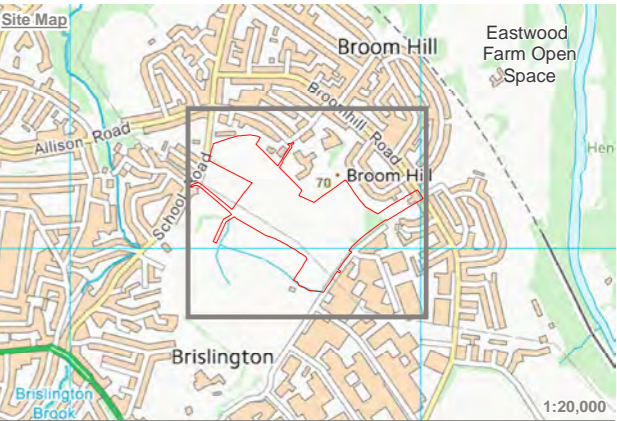 Site Map
Broom Hill
Eastwood
Farm Open
Space
Broomhill Road
Allison Road
Hen
School Road
70
Broom Hill
Brislington
Brislington
Brook
1:20,000